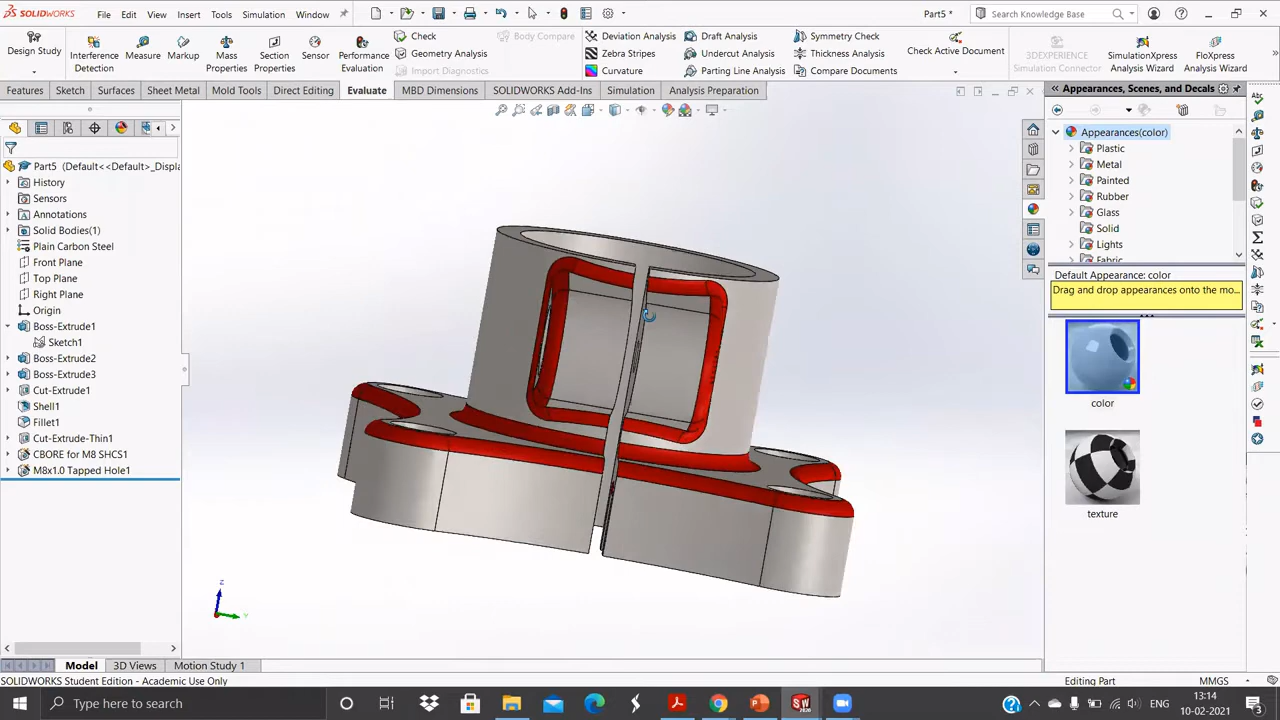 SOLIDWORKS
File
Edit
View
Insert
Tools
Simulation
Window
Part5 *
Search Knowledge Base
Design Study
Interference Detection
Measure
Markup
Mass Properties
Section Properties
Sensor
Performance Evaluation
Check
Geometry Analysis
Import Diagnostics
Body Compare
Deviation Analysis
Zebra Stripes
Curvature
Draft Analysis
Undercut Analysis
Parting Line Analysis
Symmetry Check
Thickness Analysis
Compare Documents
Check Active Document
3DEXPERIENCE Simulation Connector
SimulationXpress Analysis Wizard
FloXpress Analysis Wizard
Features
Sketch
Surfaces
Sheet Metal
Mold Tools
Direct Editing
Evaluate
MBD Dimensions
SOLIDWORKS Add-Ins
Simulation
Analysis Preparation
Part5 (Default<<Default>_Displa
History
Sensors
Annotations
Solid Bodies(1)
Plain Carbon Steel
Front Plane
Top Plane
Right Plane
Origin
Boss-Extrude1
Sketch1
Boss-Extrude2
Boss-Extrude3
Cut-Extrude1
Shell1
Fillet1
Cut-Extrude-Thin1
CBORE for M8 SHCS1
M8x1.0 Tapped Hole1
Z
Y
Appearances, Scenes, and Decals
Appearances(color)
Plastic
Metal
Painted
Rubber
Glass
Solid
Lights
Fabric
Default Appearance: color
Drag and drop appearances onto the mo...
color
texture
Model
3D Views
Motion Study 1
SOLIDWORKS Student Edition - Academic Use Only
Editing Part
MMGS
Type here to search
ENG
13:14
10-02-2021